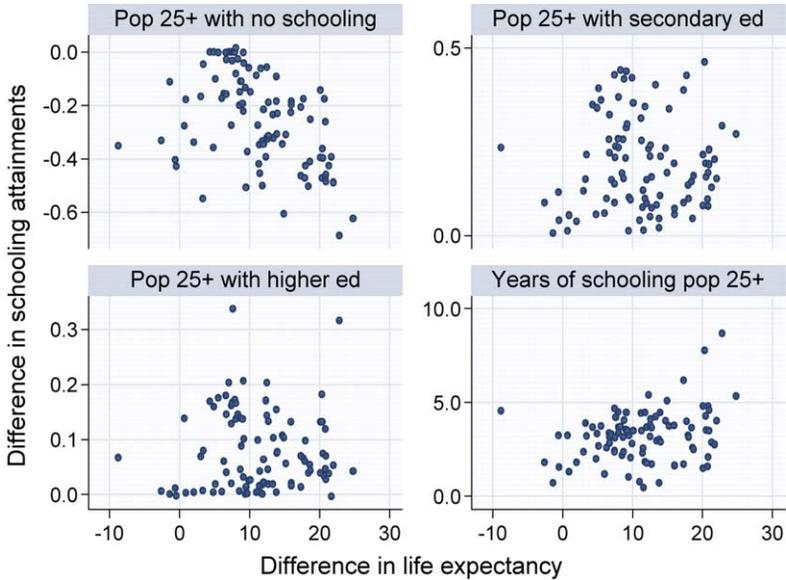 Pop 25+ with no schooling
Pop 25+ with secondary ed
0.0
-0.2
-0.4
-0.6
0.5
0.0
Difference in schooling attainments
Pop 25+ with higher ed
Years of schooling pop 25+
0.3
0.2
0.1
0.0
10.0
5.0
0.0
-10 0 10 20 30
-10 0 10 20 30
Difference in life expectancy